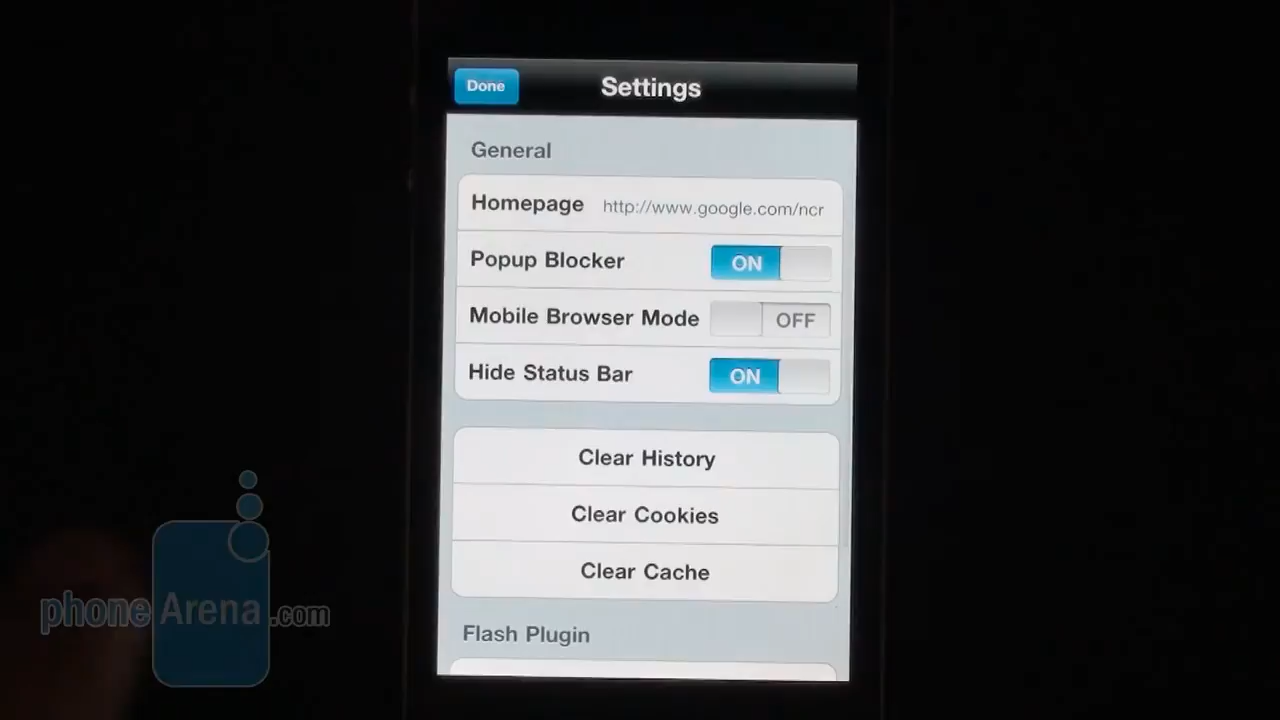 Done
Settings
General
Homepage http://www.google.com/ncr
Popup Blocker ON
Mobile Browser Mode OFF
Hide Status Bar ON
Clear History
Clear Cookies
Clear Cache
Flash Plugin
phoneArena.com